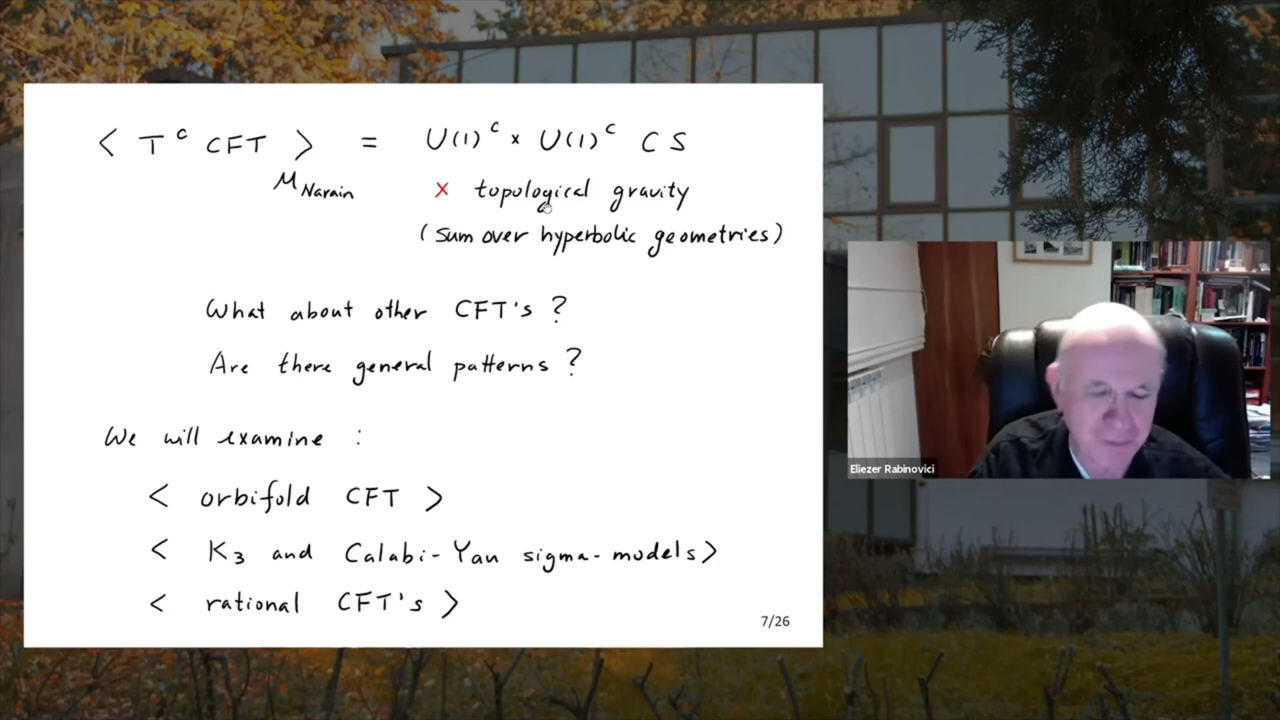 < T^c CFT >_{M_Narain} = U(1)^c x U(1)^c CS
x topological gravity
(sum over hyperbolic geometries)
What about other CFT's ?
Are there general patterns ?
We will examine :
< orbifold CFT >
< K3 and Calabi-Yau sigma-models >
< rational CFT's >
7/26
Eliezer Rabinovici